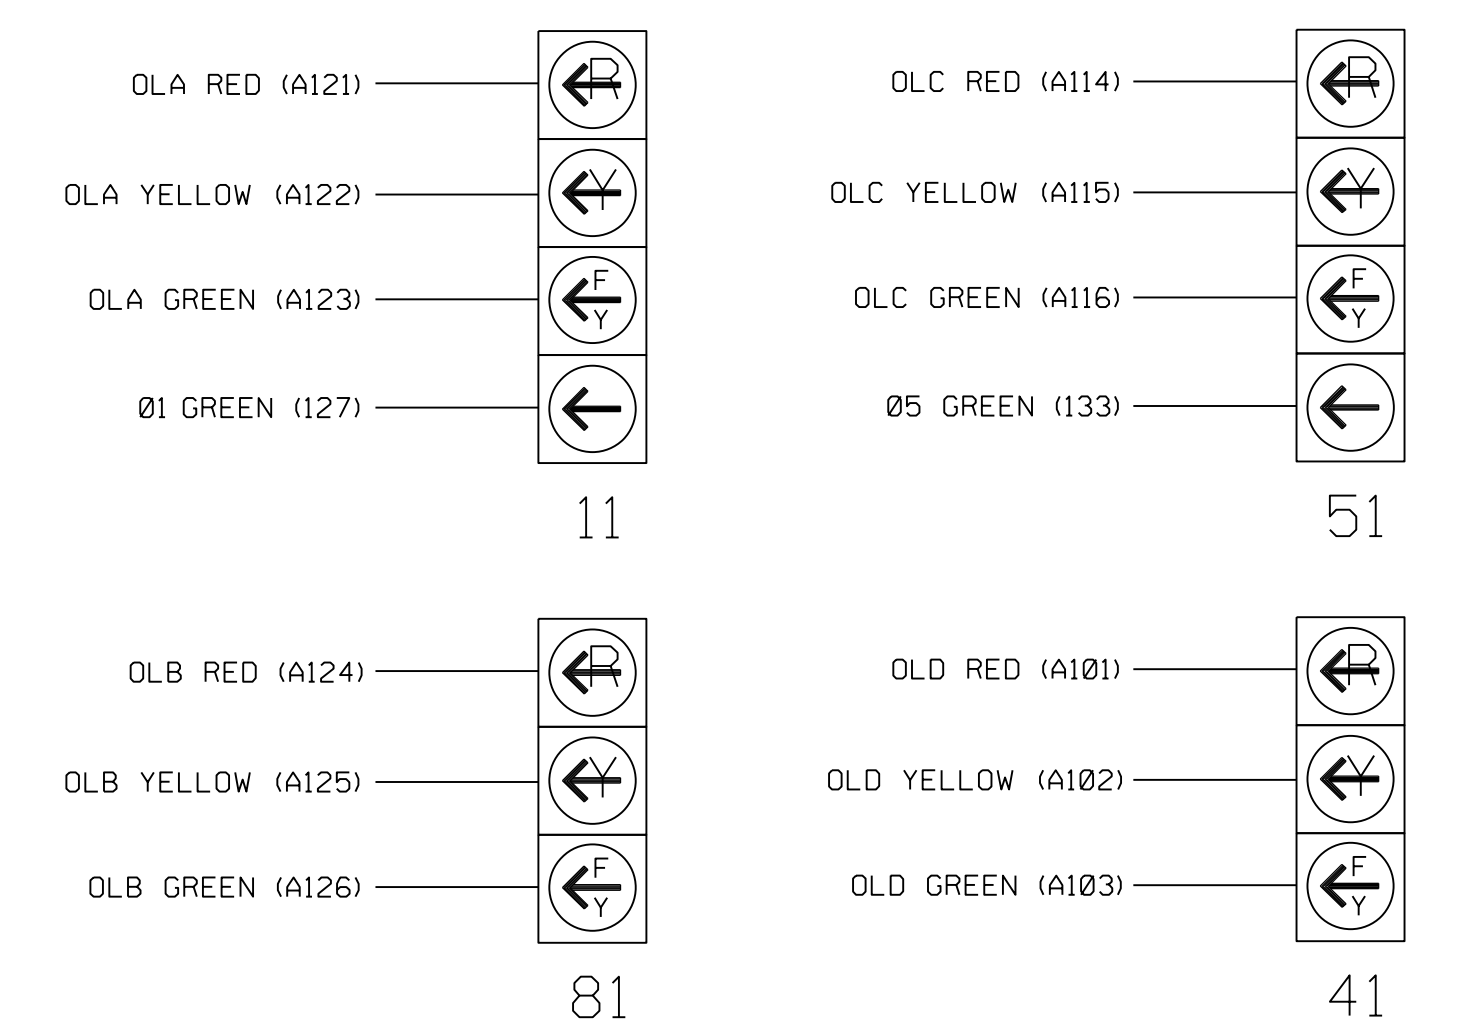 OLA RED (A121)
R
OLA YELLOW (A122)
Y
OLA GREEN (A123)
F
Y
Ø1 GREEN (127)
11
OLC RED (A114)
R
OLC YELLOW (A115)
Y
OLC GREEN (A116)
F
Y
Ø5 GREEN (133)
51
OLB RED (A124)
R
OLB YELLOW (A125)
Y
OLB GREEN (A126)
F
Y
81
OLD RED (A1Ø1)
R
OLD YELLOW (A1Ø2)
Y
OLD GREEN (A1Ø3)
F
Y
41